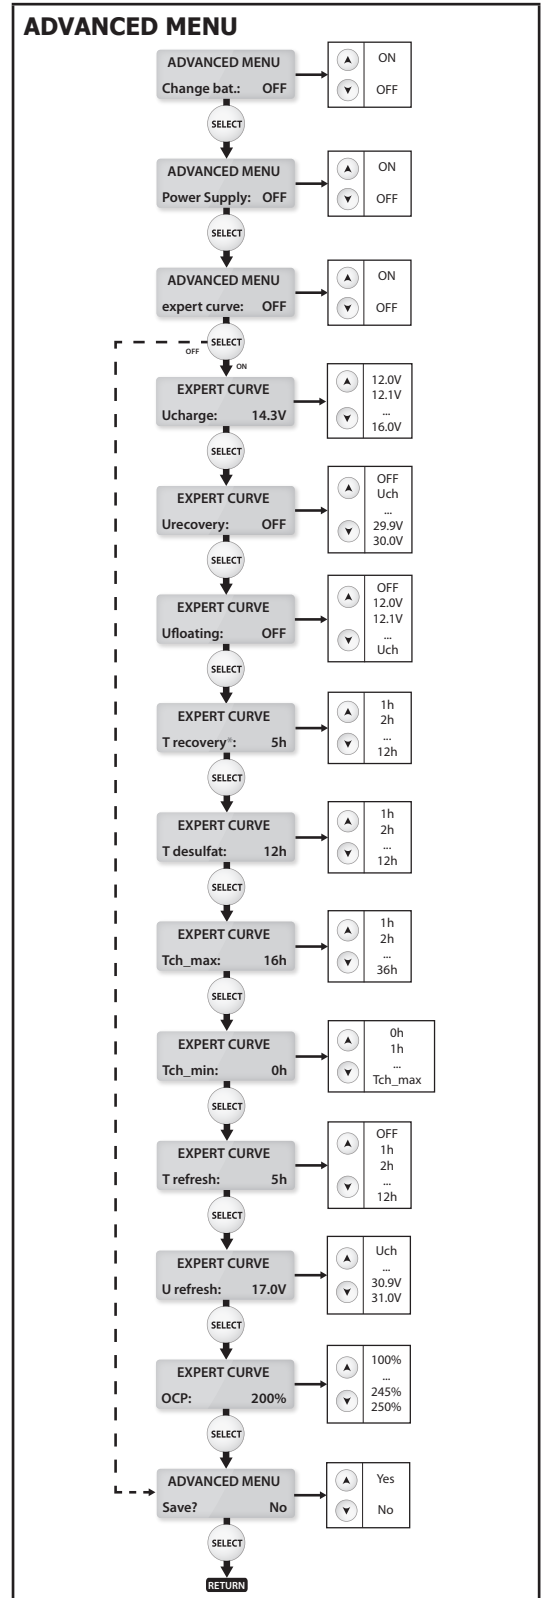 ADVANCED MENU
ADVANCED MENU
Change bat.: OFF
ON
OFF
SELECT
ADVANCED MENU
Power Supply: OFF
ON
OFF
SELECT
ADVANCED MENU
expert curve: OFF
ON
OFF
SELECT
OFF
ON
EXPERT CURVE
Ucharge: 14.3V
12.0V
12.1V
...
16.0V
SELECT
EXPERT CURVE
Urecovery: OFF
OFF
Uch
...
29.9V
30.0V
SELECT
EXPERT CURVE
Ufloating: OFF
OFF
12.0V
12.1V
...
Uch
SELECT
EXPERT CURVE
T recovery*: 5h
1h
2h
...
12h
SELECT
EXPERT CURVE
T desulfat: 12h
1h
2h
...
12h
SELECT
EXPERT CURVE
Tch_max: 16h
1h
2h
...
36h
SELECT
EXPERT CURVE
Tch_min: 0h
0h
1h
...
Tch_max
SELECT
EXPERT CURVE
T refresh: 5h
OFF
1h
2h
...
12h
SELECT
EXPERT CURVE
U refresh: 17.0V
Uch
...
30.9V
31.0V
SELECT
EXPERT CURVE
OCP: 200%
100%
...
245%
250%
SELECT
ADVANCED MENU
Save? No
Yes
No
SELECT
RETURN